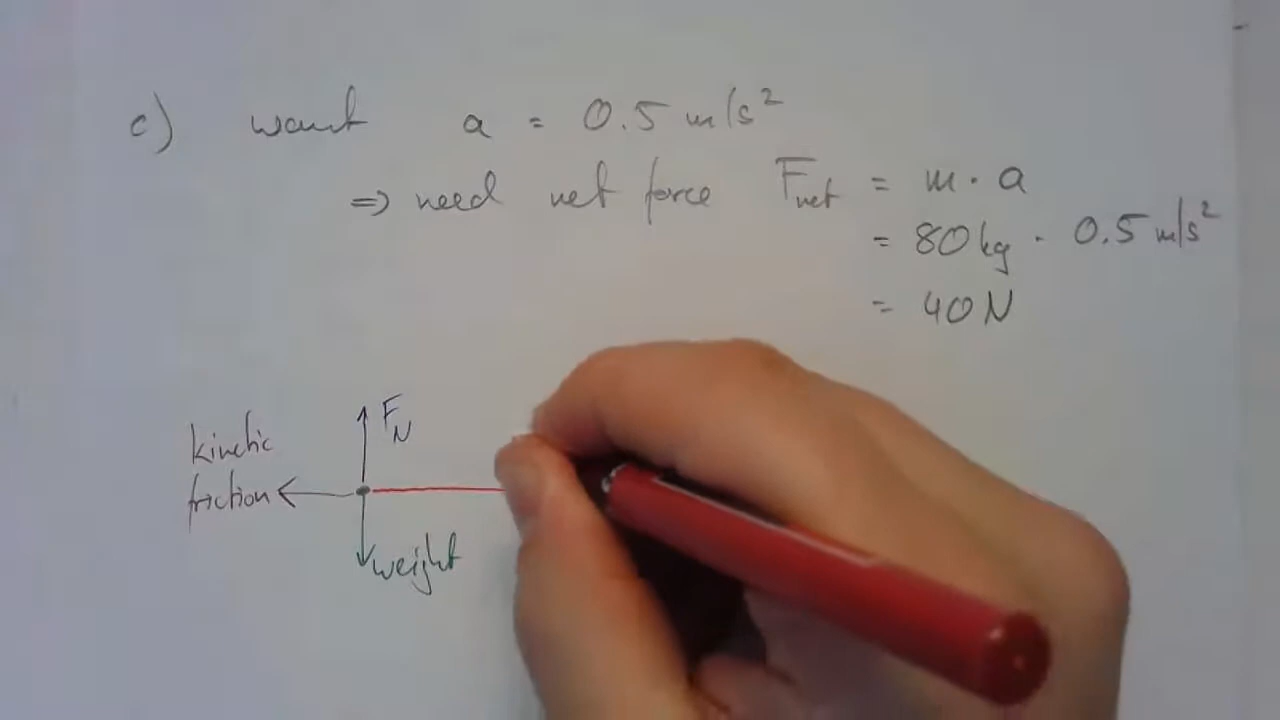 c) want a = 0.5 m/s²
⇒ need net force F_net = m · a
= 80 kg · 0.5 m/s²
= 40 N
F_N
kinetic
friction
weight